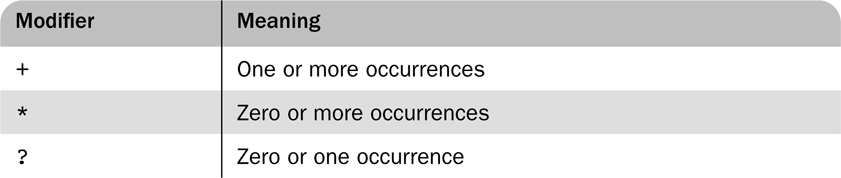 Modifier Meaning
+ One or more occurrences
* Zero or more occurrences
? Zero or one occurrence